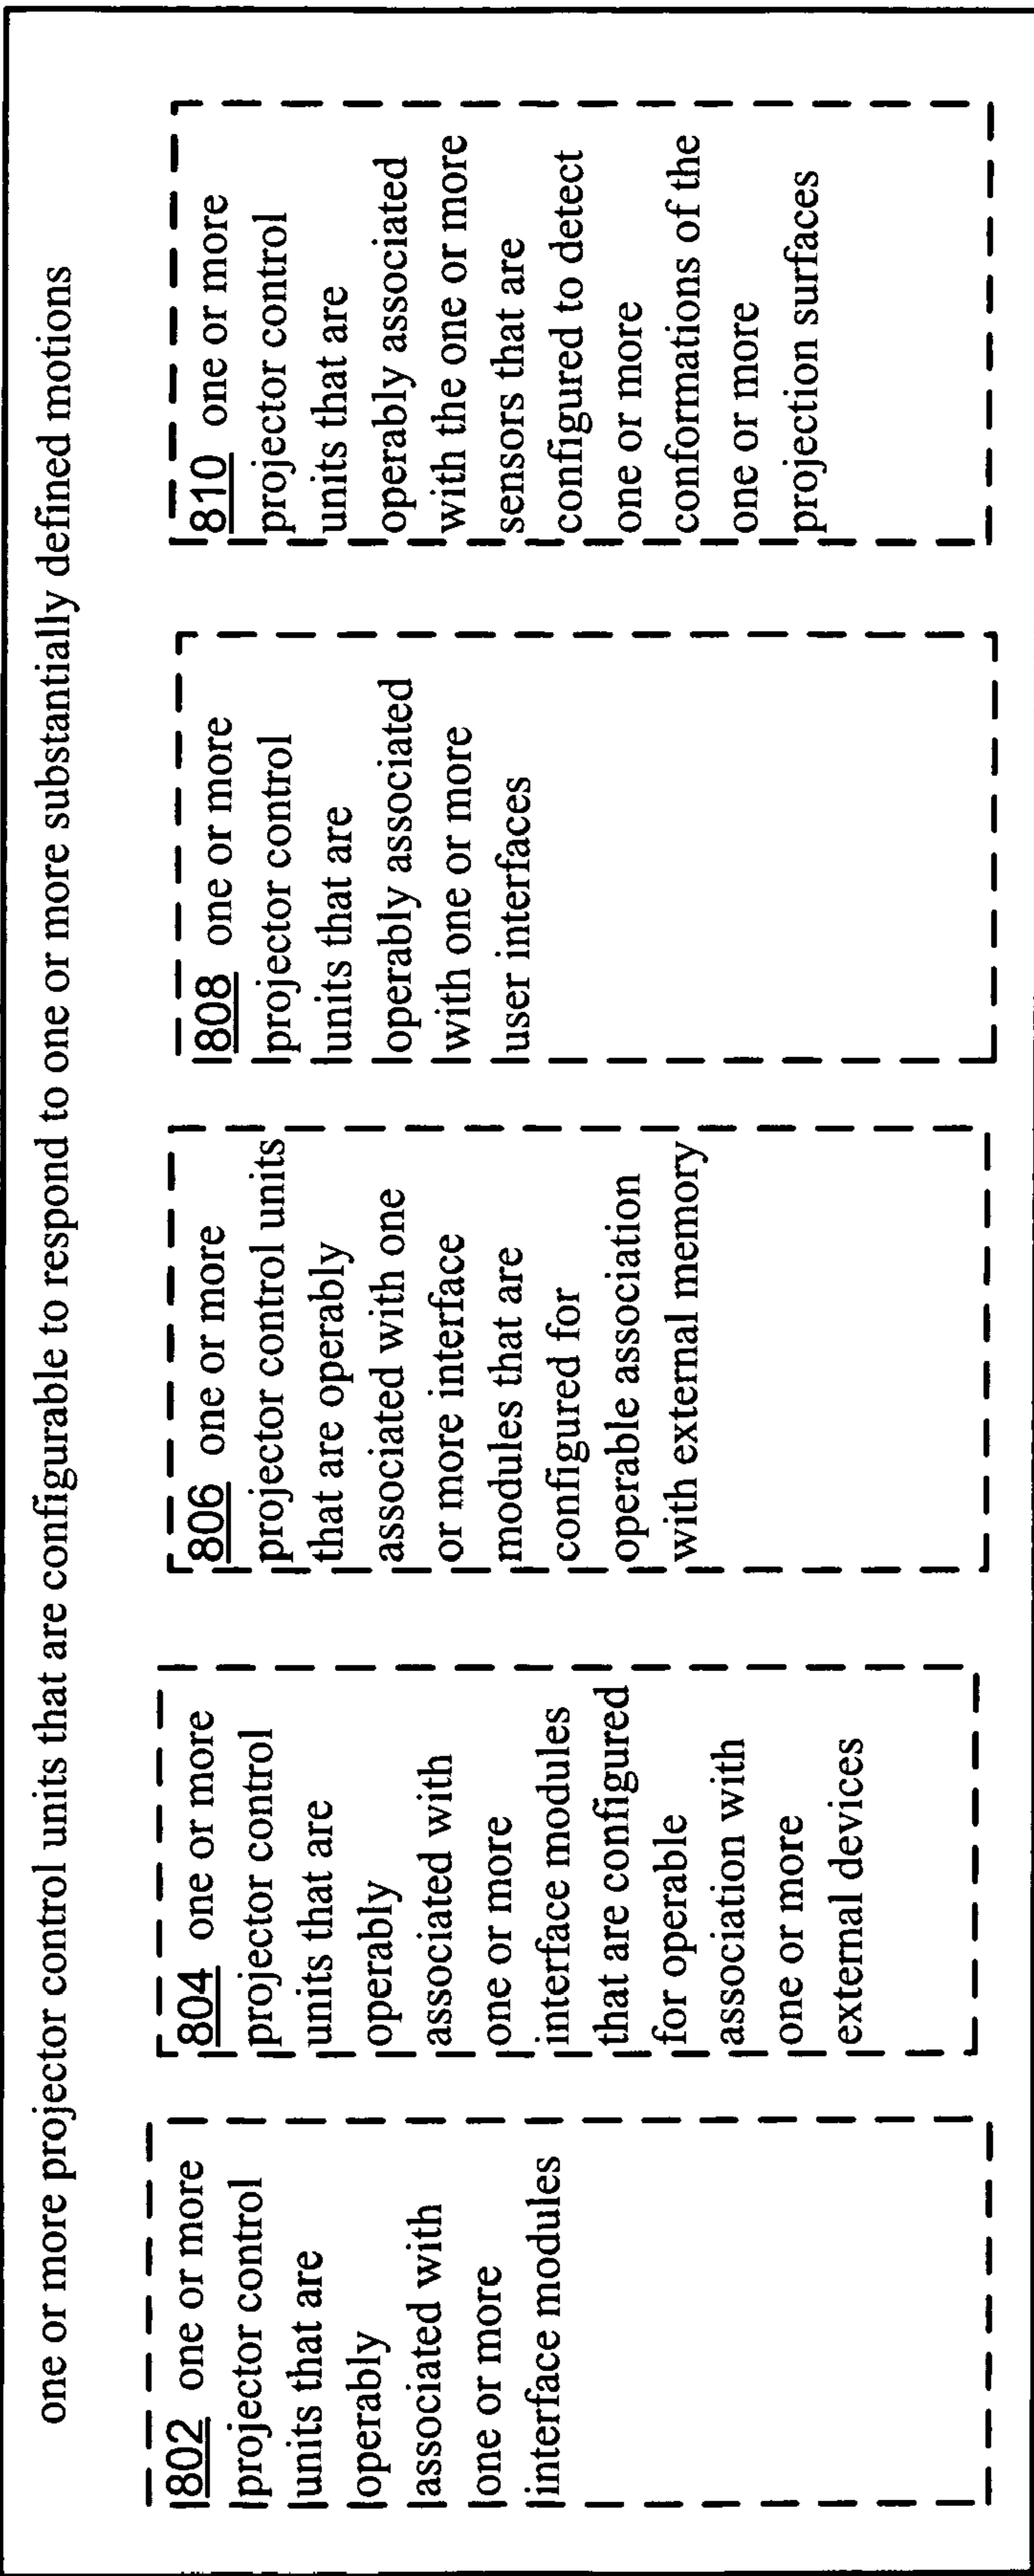 one or more projector control units that are configurable to respond to one or more substantially defined motions
802 one or more
projector control
units that are
operably
associated with
one or more
interface modules
804 one or more
projector control
units that are
operably
associated with
one or more
interface modules
that are configured
for operable
association with
one or more
external devices
806 one or more
projector control units
that are operably
associated with one
or more interface
modules that are
configured for
operable association
with external memory
808 one or more
projector control
units that are
operably associated
with one or more
user interfaces
810 one or more
projector control
units that are
operably associated
with the one or more
sensors that are
configured to detect
one or more
conformations of the
one or more
projection surfaces